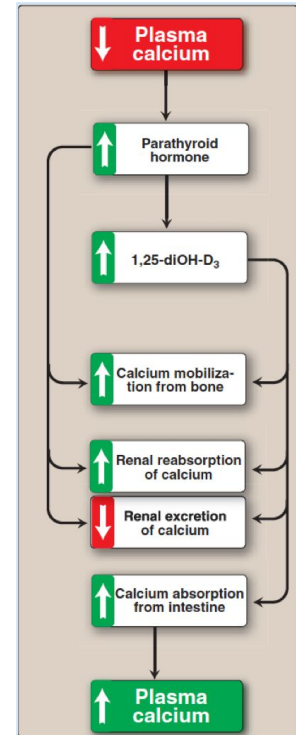 Plasma
calcium
Parathyroid
hormone
1,25-diOH-D₃
Calcium mobiliza-
tion from bone
Renal reabsorption
of calcium
Renal excretion
of calcium
Calcium absorption
from intestine
Plasma
calcium